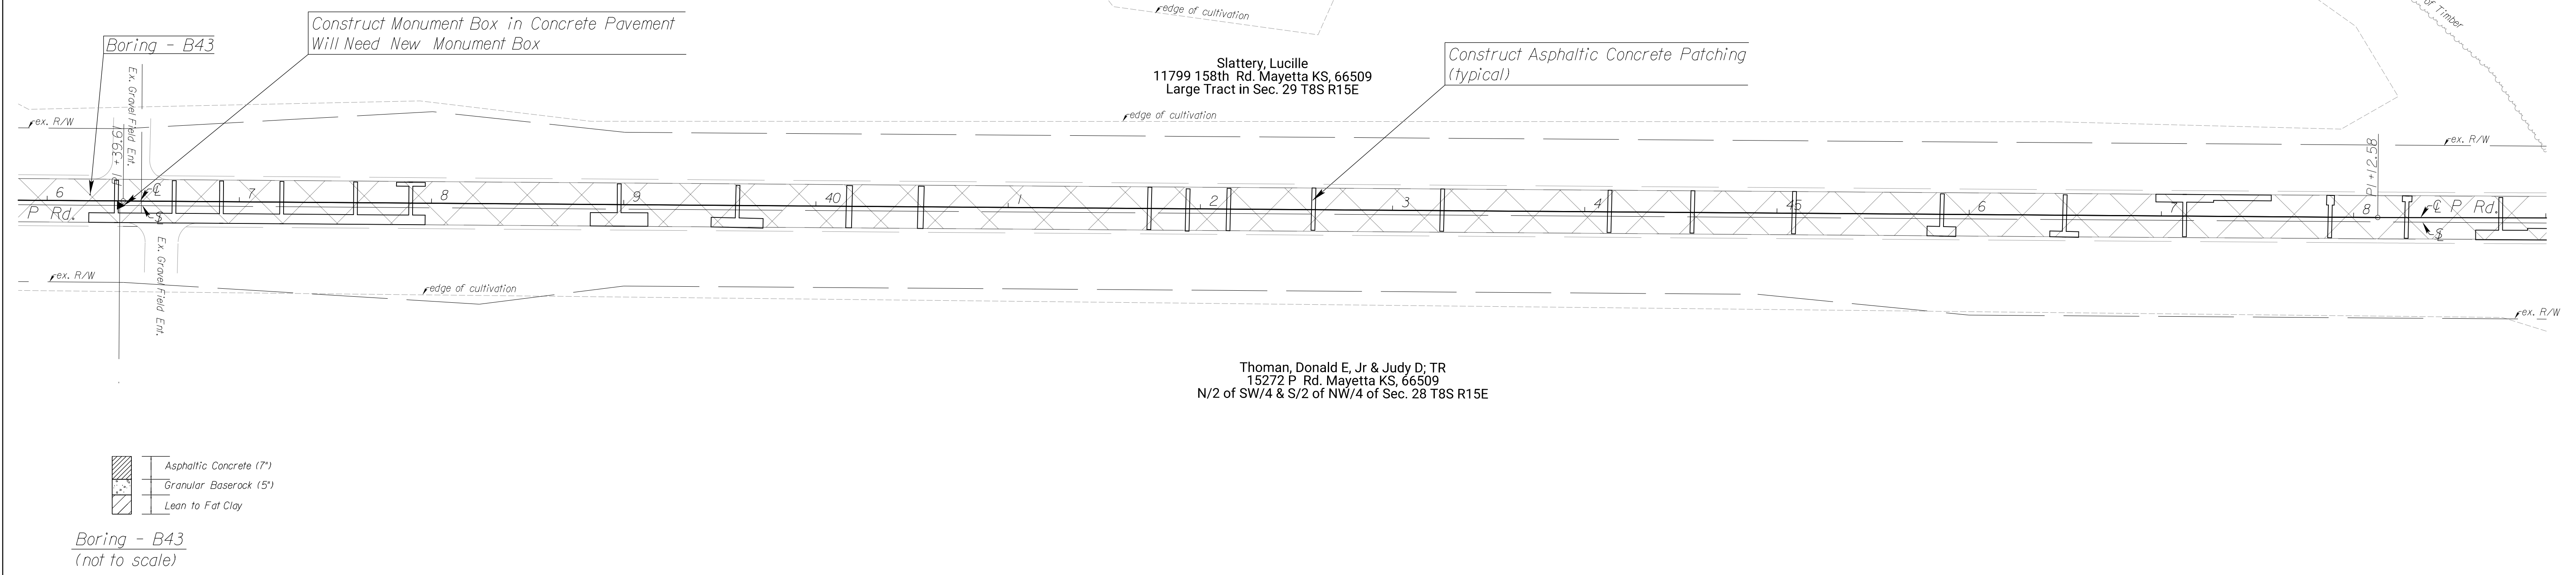 edge of cultivation
of Timber
Construct Monument Box in Concrete Pavement
Will Need New Monument Box
Boring - B43
Construct Asphaltic Concrete Patching
(typical)
Slattery, Lucille
11799 158th Rd. Mayetta KS, 66509
Large Tract in Sec. 29 T8S R15E
Ex. Gravel Field Ent.
edge of cultivation
ex. R/W
ex. R/W
PI+12.58
6
7
8
9
40
1
2
3
4
45
6
7
8
℄ P Rd.
P Rd.
℄
ex. R/W
edge of cultivation
Ex. Gravel Field Ent.
ex. R/W
Thoman, Donald E, Jr & Judy D; TR
15272 P Rd. Mayetta KS, 66509
N/2 of SW/4 & S/2 of NW/4 of Sec. 28 T8S R15E
Asphaltic Concrete (7")
Granular Baserock (5")
Lean to Fat Clay
Boring - B43
(not to scale)